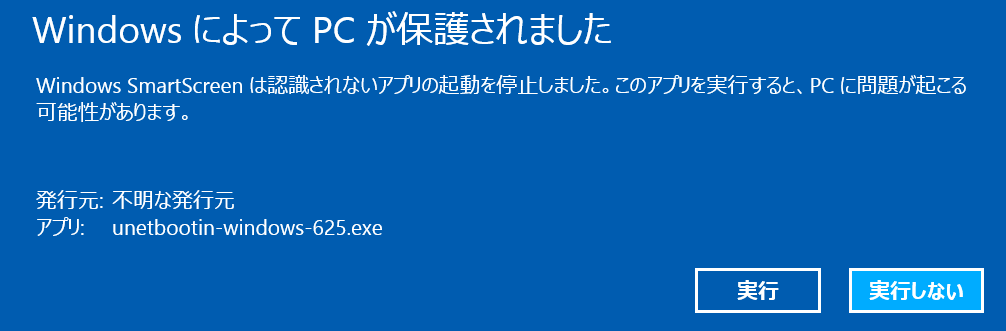 Windows によって PC が保護されました
Windows SmartScreen は認識されないアプリの起動を停止しました。このアプリを実行すると、PC に問題が起こる
可能性があります。
発行元: 不明な発行元
アプリ: unetbootin-windows-625.exe
実行 実行しない